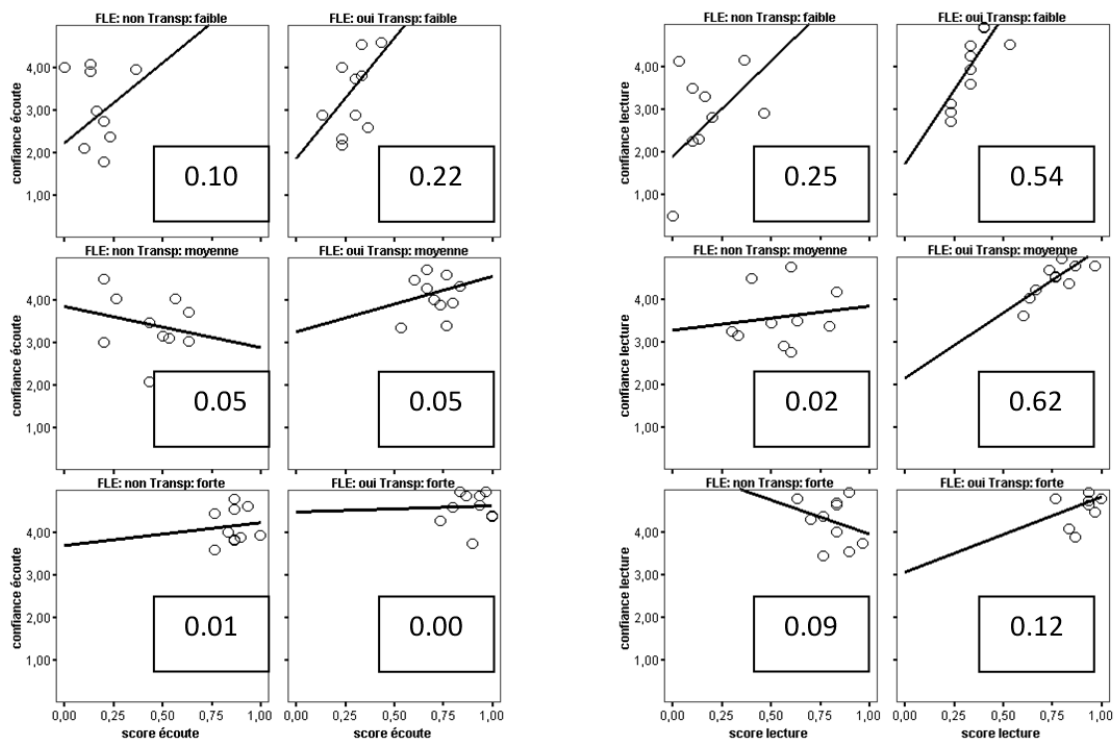 FLE: non Transp: faible
FLE: oui Transp: faible
confiance écoute
4,00
3,00
2,00
1,00
0.10
0.22
FLE: non Transp: moyenne
FLE: oui Transp: moyenne
confiance écoute
4,00
3,00
2,00
1,00
0.05
0.05
FLE: non Transp: forte
FLE: oui Transp: forte
confiance écoute
4,00
3,00
2,00
1,00
0.01
0.00
0,00 0,25 0,50 0,75 1,00
0,00 0,25 0,50 0,75 1,00
score écoute
score écoute
FLE: non Transp: faible
FLE: oui Transp: faible
confiance lecture
4,00
3,00
2,00
1,00
0.25
0.54
FLE: non Transp: moyenne
FLE: oui Transp: moyenne
confiance lecture
4,00
3,00
2,00
1,00
0.02
0.62
FLE: non Transp: forte
FLE: oui Transp: forte
confiance lecture
4,00
3,00
2,00
1,00
0.09
0.12
0,00 0,25 0,50 0,75 1,00
0,00 0,25 0,50 0,75 1,00
score lecture
score lecture